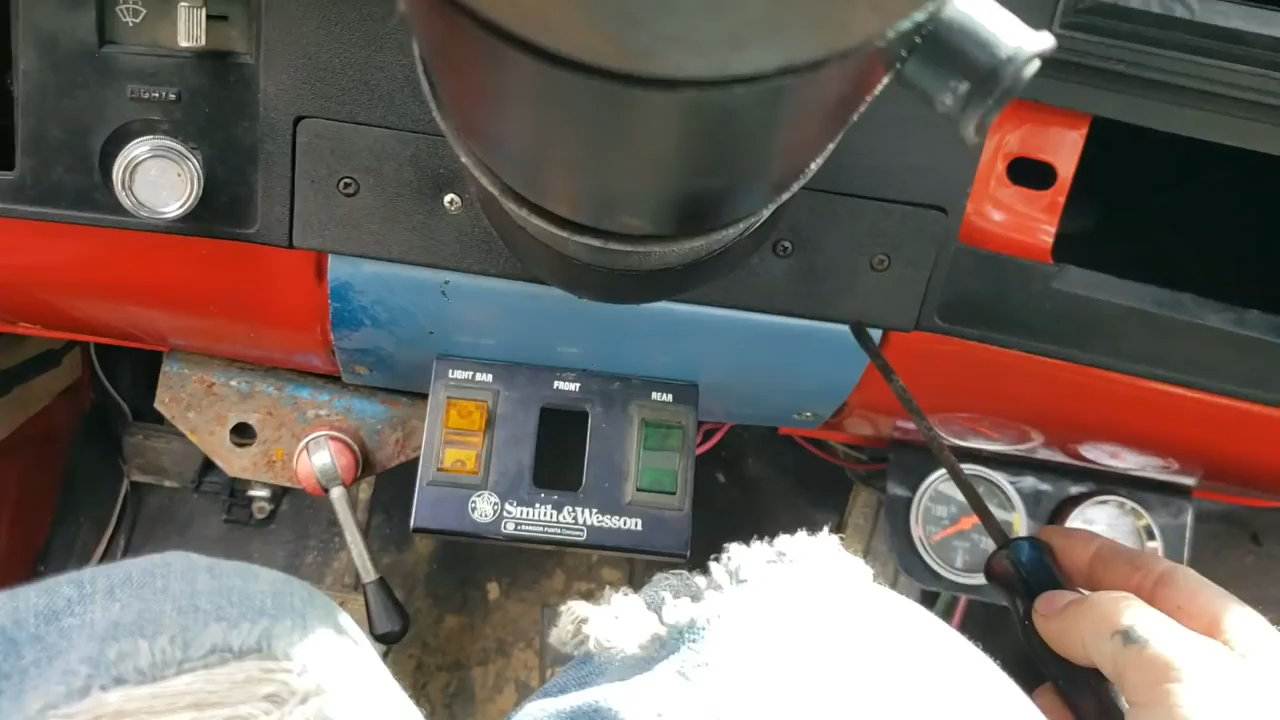 LIGHTS
LIGHT BAR
FRONT
REAR
Smith&Wesson
a BANGOR PUNTA Company